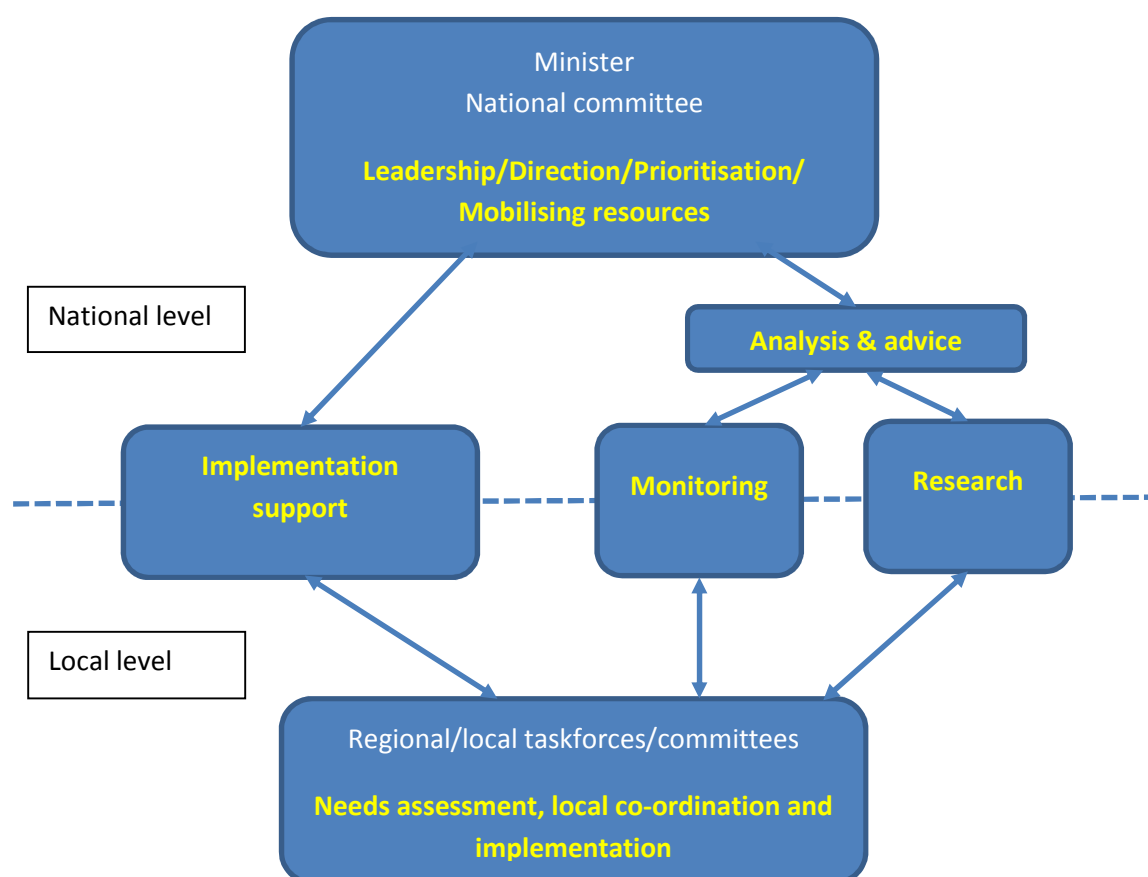 Minister
National committee
Leadership/Direction/Prioritisation/
Mobilising resources
National level
Analysis & advice
Implementation
support
Monitoring
Research
Local level
Regional/local taskforces/committees
Needs assessment, local co-ordination and
implementation